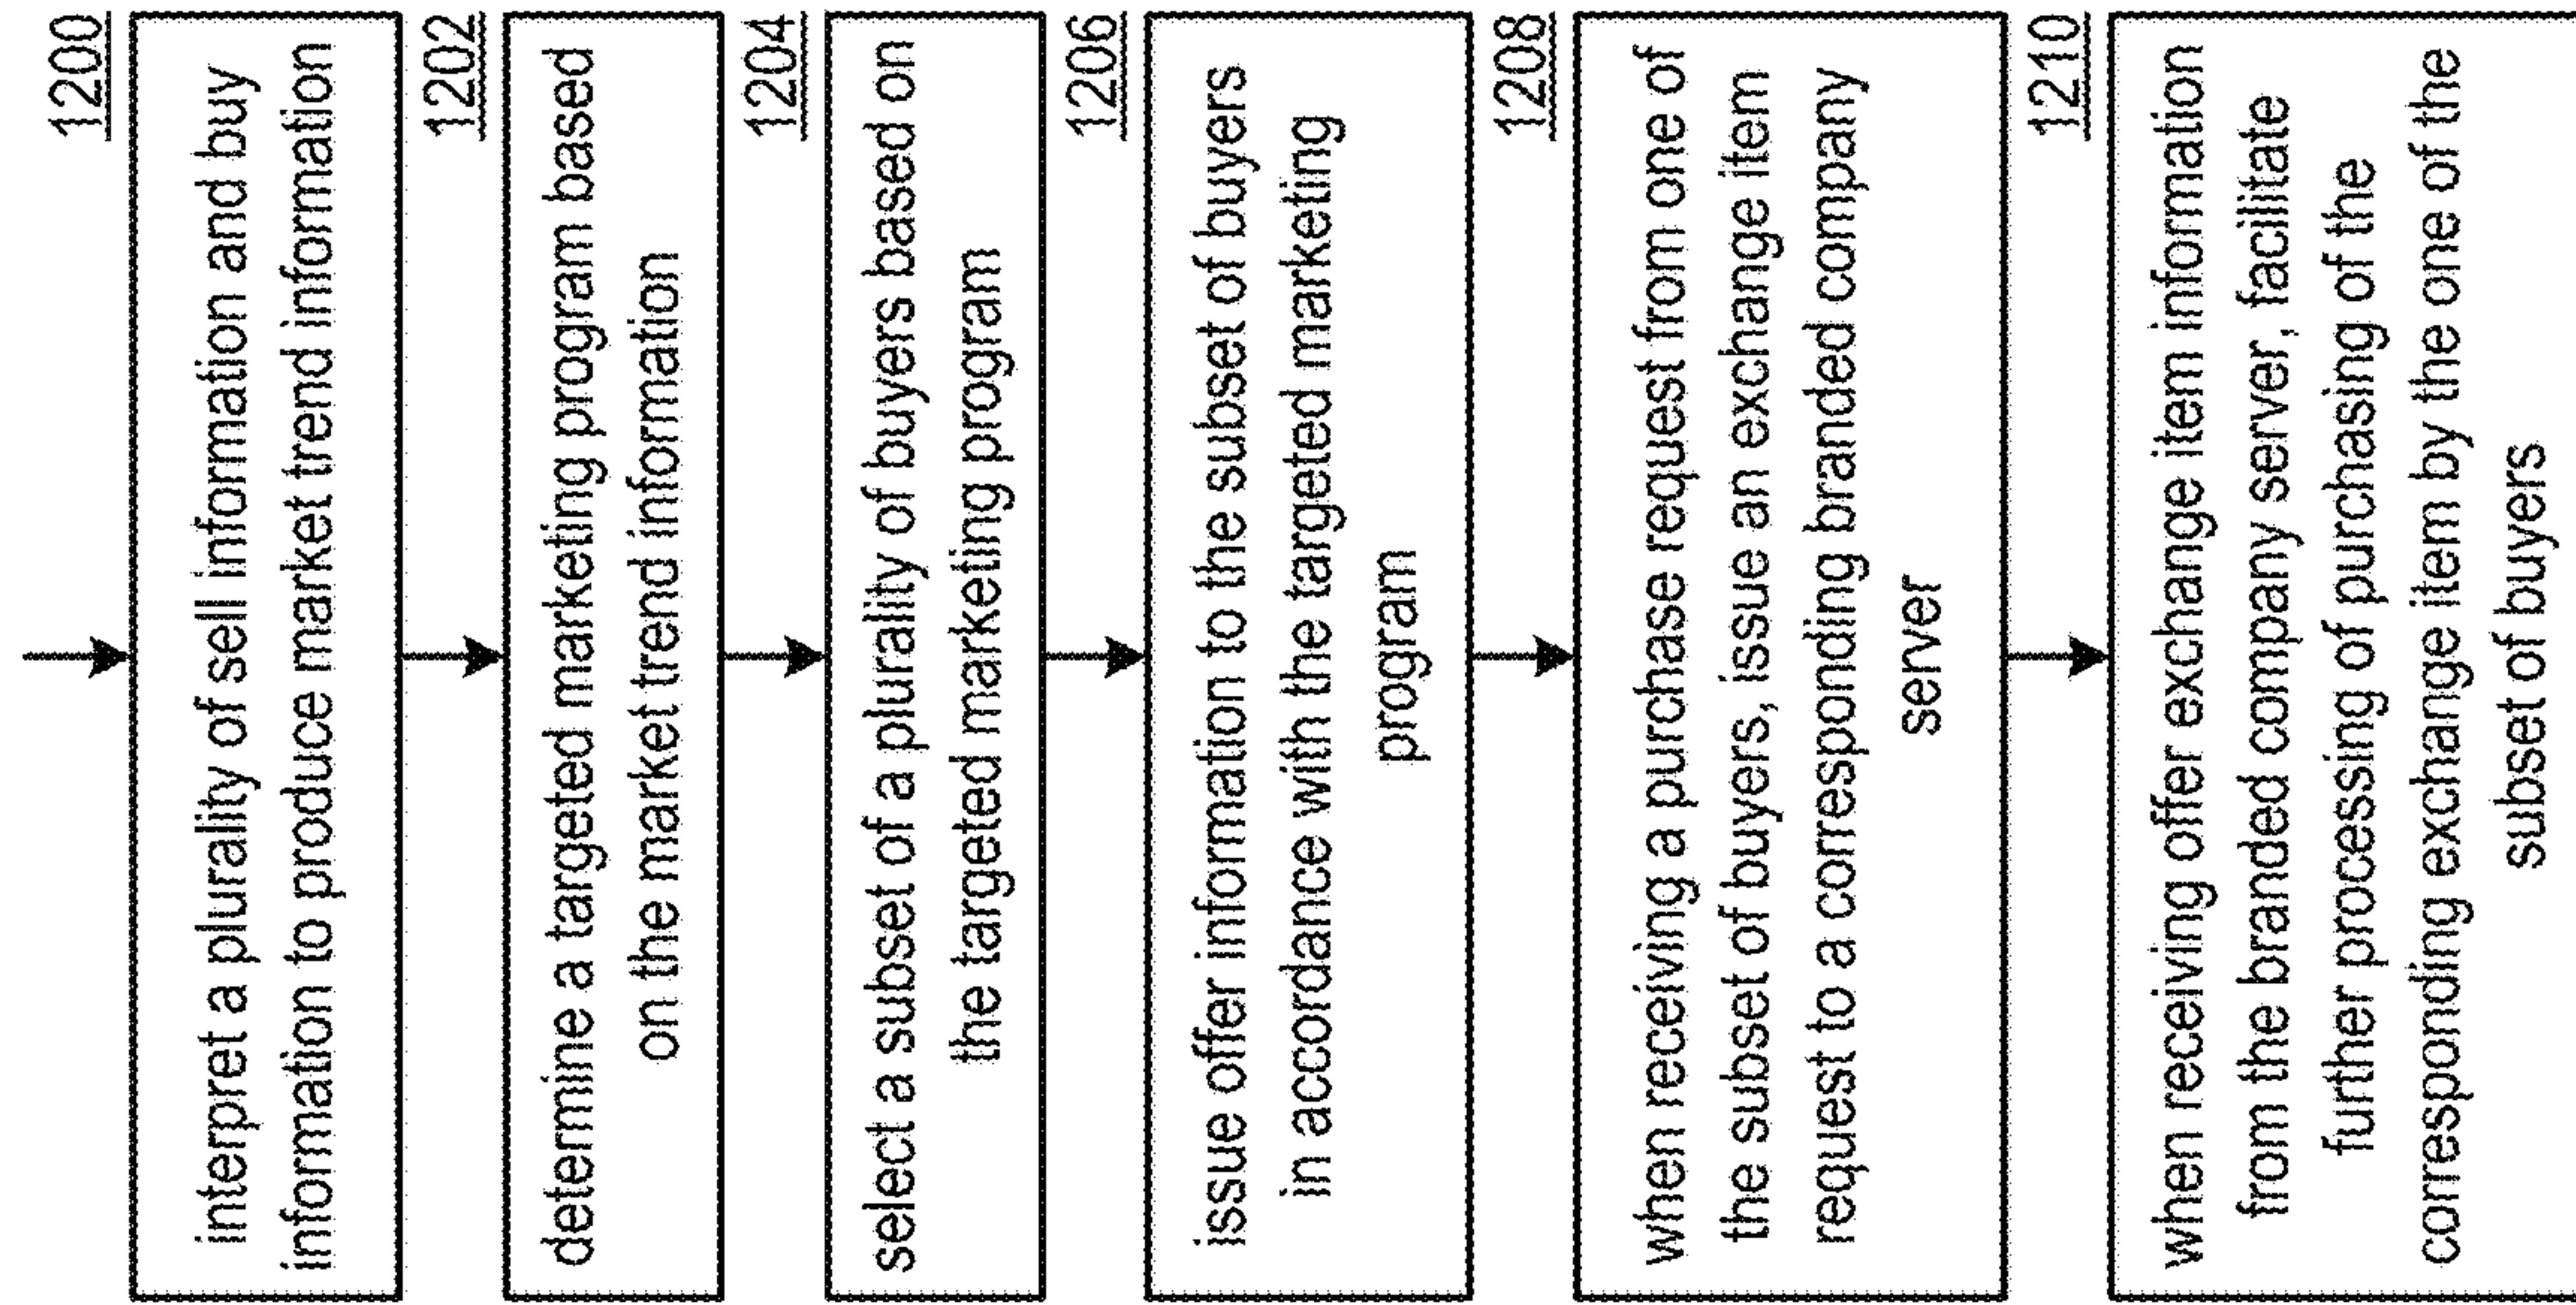 1200
interpret a plurality of sell information and buy
information to produce market trend information
1202
determine a targeted marketing program based
on the market trend information
1204
select a subset of a plurality of buyers based on
the targeted marketing program
1206
issue offer information to the subset of buyers
in accordance with the targeted marketing
program
1208
when receiving a purchase request from one of
the subset of buyers, issue an exchange item
request to a corresponding branded company
server
1210
when receiving offer exchange item information
from the branded company server, facilitate
further processing of purchasing of the
corresponding exchange item by the one of the
subset of buyers